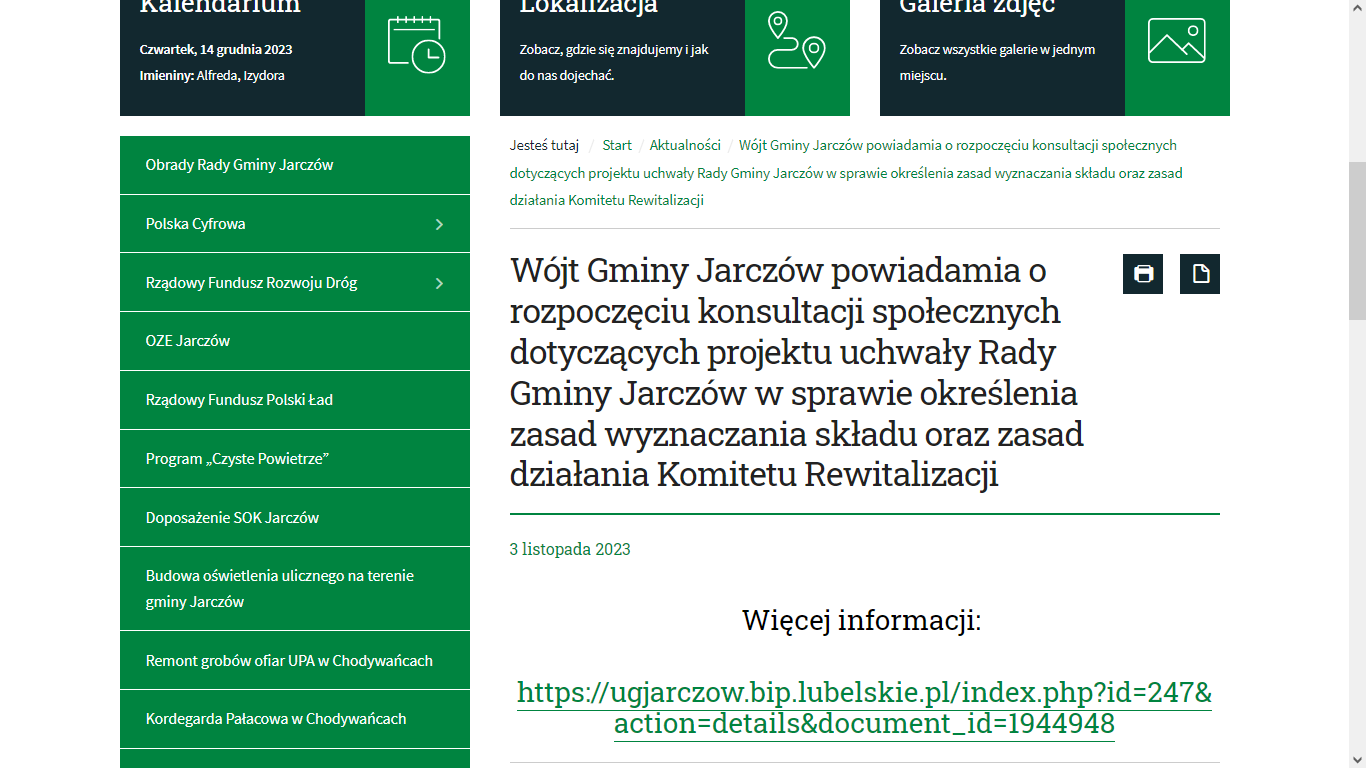 Kalendarium
Czwartek, 14 grudnia 2023
Imieniny: Alfreda, Izydora
Lokalizacja
Zobacz, gdzie się znajdujemy i jak
do nas dojechać.
Galeria zdjęć
Zobacz wszystkie galerie w jednym
miejscu.
Obrady Rady Gminy Jarczów
Polska Cyfrowa
Rządowy Fundusz Rozwoju Dróg
OZE Jarczów
Rządowy Fundusz Polski Ład
Program „Czyste Powietrze”
Doposażenie SOK Jarczów
Budowa oświetlenia ulicznego na terenie
gminy Jarczów
Remont grobów ofiar UPA w Chodywańcach
Kordegarda Pałacowa w Chodywańcach
Jesteś tutaj / Start / Aktualności / Wójt Gminy Jarczów powiadamia o rozpoczęciu konsultacji społecznych
dotyczących projektu uchwały Rady Gminy Jarczów w sprawie określenia zasad wyznaczania składu oraz zasad
działania Komitetu Rewitalizacji
Wójt Gminy Jarczów powiadamia o
rozpoczęciu konsultacji społecznych
dotyczących projektu uchwały Rady
Gminy Jarczów w sprawie określenia
zasad wyznaczania składu oraz zasad
działania Komitetu Rewitalizacji
3 listopada 2023
Więcej informacji:
https://ugjarczow.bip.lubelskie.pl/index.php?id=247&
action=details&document_id=1944948